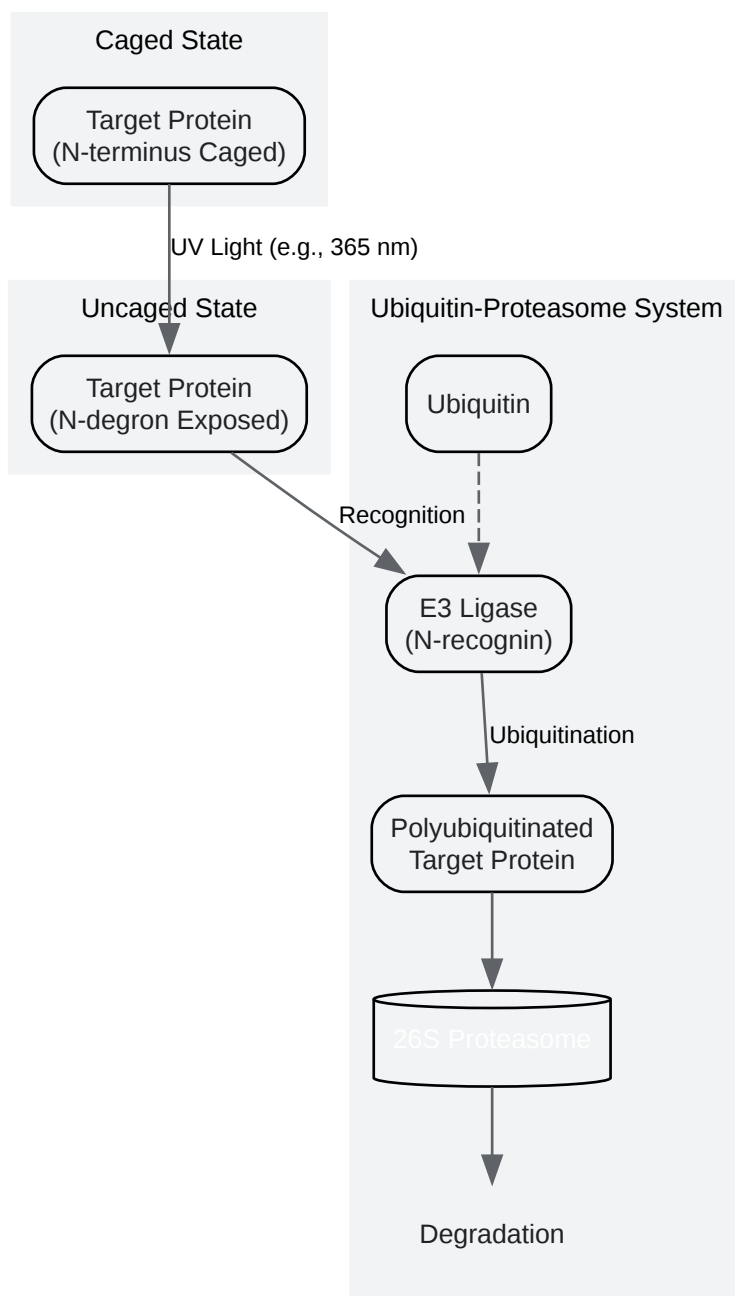 Caged State
Target Protein
(N-terminus Caged)
UV Light (e.g., 365 nm)
Uncaged State
Target Protein
(N-degron Exposed)
Ubiquitin-Proteasome System
Ubiquitin
Recognition
E3 Ligase
(N-recognin)
Ubiquitination
Polyubiquitinated
Target Protein
26S Proteasome
Degradation